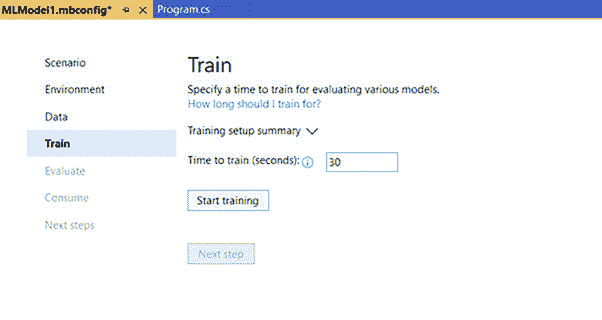 MLModel1.mbconfig* Program.cs
Scenario
Environment
Data
Train
Evaluate
Consume
Next steps
Train
Specify a time to train for evaluating various models.
How long should I train for?
Training setup summary
Time to train (seconds): 30
Start training
Next step